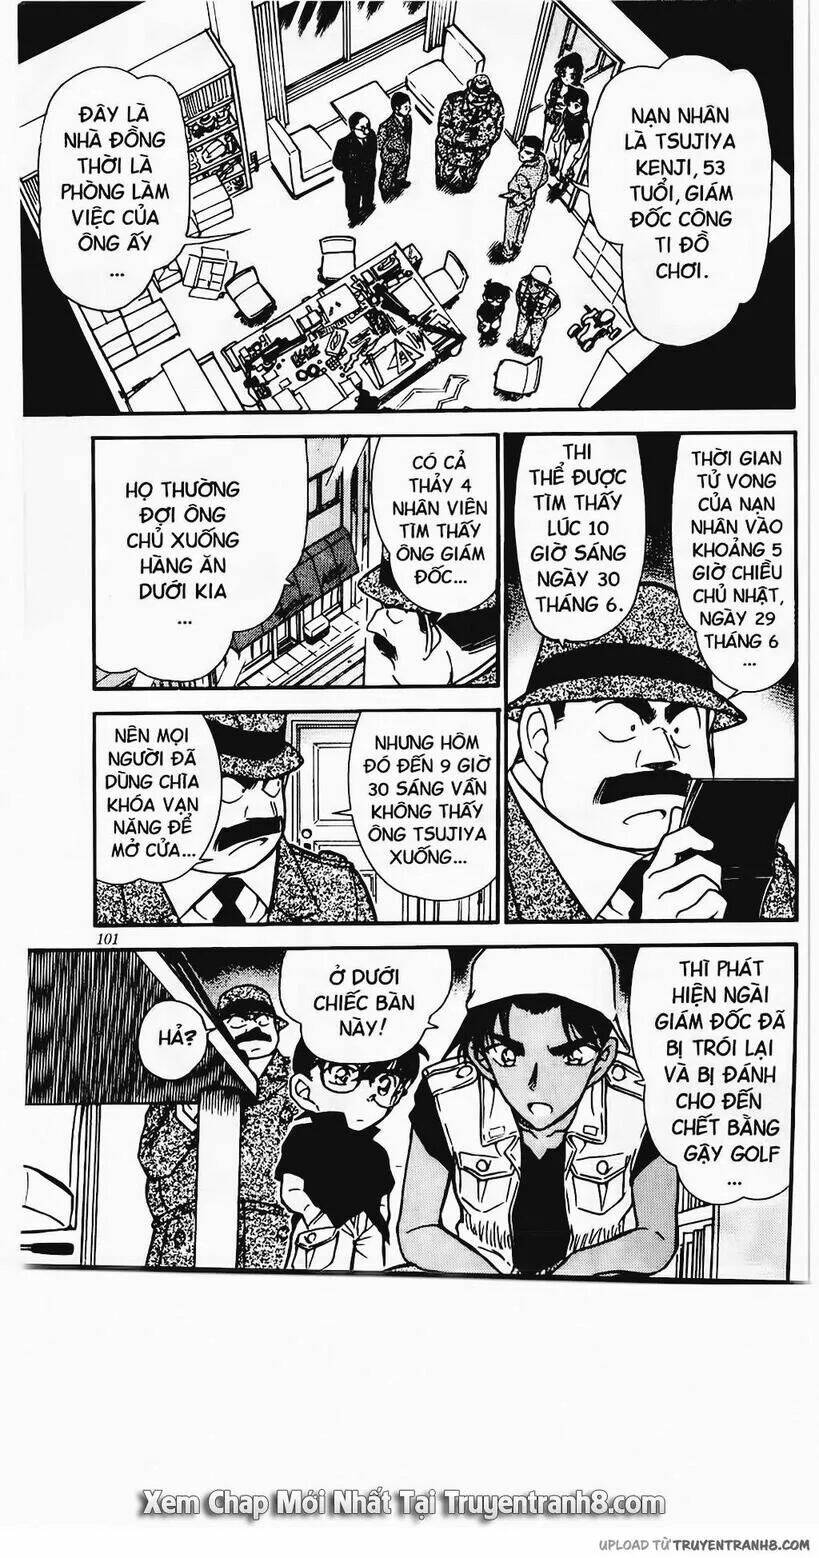 NẠN NHÂN
LÀ TSUJIYA
KENJI, 53
TUỔI, GIÁM
ĐỐC CÔNG
TI ĐỒ
CHƠI.
ĐÂY LÀ
NHÀ ĐỒNG
THỜI LÀ
PHÒNG LÀM
VIỆC CỦA
ÔNG ẤY
...
THỜI GIAN
TỬ VONG
CỦA NẠN
NHÂN VÀO
KHOẢNG 5
GIỜ CHIỀU
CHỦ NHẬT,
NGÀY 29
THÁNG 6
...
THI
THỂ ĐƯỢC
TÌM THẤY
LÚC 10
GIỜ SÁNG
NGÀY 30
THÁNG 6.
CÓ CẢ
THẢY 4
NHÂN VIÊN
TÌM THẤY
ÔNG GIÁM
ĐỐC...
HỌ THƯỜNG
ĐỢI ÔNG
CHỦ XUỐNG
HÀNG ĂN
DƯỚI KIA
...
NHƯNG HÔM
ĐÓ ĐẾN 9 GIỜ
30 SÁNG VẪN
KHÔNG THẤY
ÔNG TSUJIYA
XUỐNG...
NÊN MỌI
NGƯỜI ĐÃ
DÙNG CHÌA
KHÓA VẠN
NĂNG ĐỂ
MỞ CỬA...
101
THÌ PHÁT
HIỆN NGÀI
GIÁM ĐỐC ĐÃ
BỊ TRÓI LẠI
VÀ BỊ ĐÁNH
CHO ĐẾN
CHẾT BẰNG
GẬY GOLF
...
Ở DƯỚI
CHIẾC BÀN
NÀY!
HẢ?
Xem Chap Mới Nhất Tại Truyentranh8.com
UPLOAD TỪ TRUYENTRANH8.COM